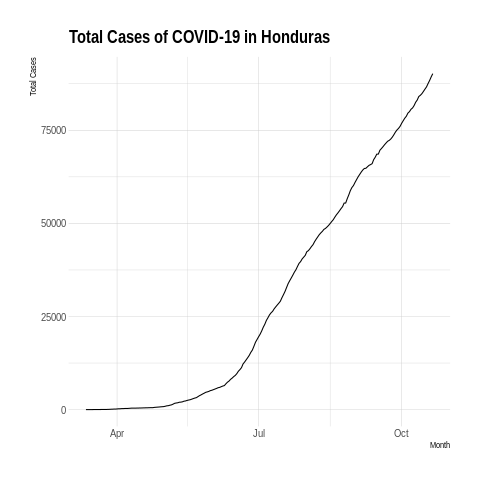 Total Cases of COVID-19 in Honduras
Total Cases
75000
50000
25000
0
Apr
Jul
Oct
Month